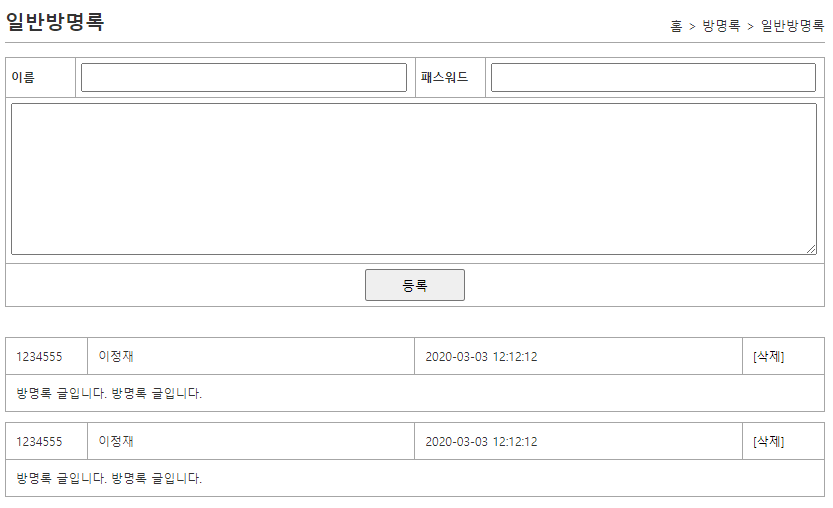 일반방명록
홈 > 방명록 > 일반방명록
이름 패스워드
등록
1234555 이정재 2020-03-03 12:12:12 [삭제]
방명록 글입니다. 방명록 글입니다.
1234555 이정재 2020-03-03 12:12:12 [삭제]
방명록 글입니다. 방명록 글입니다.